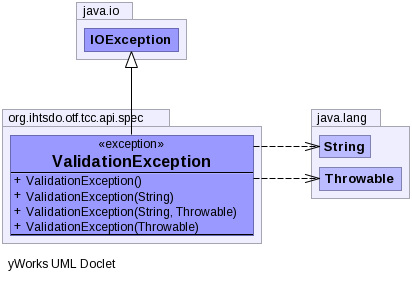 java.io
IOException
org.ihtsdo.otf.tcc.api.spec
java.lang
«exception»
ValidationException
String
+ ValidationException()
Throwable
+ ValidationException(String)
+ ValidationException(String, Throwable)
+ ValidationException(Throwable)
yWorks UML Doclet